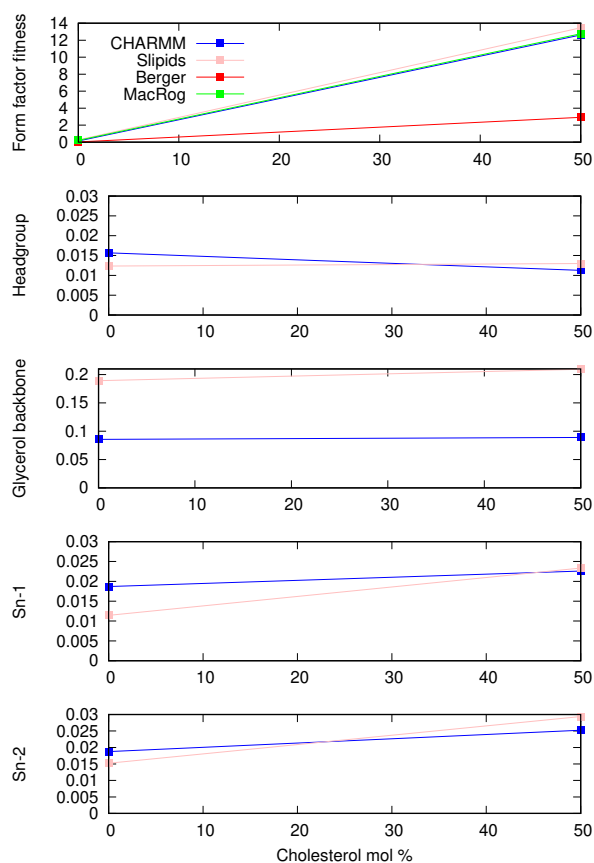 Form factor fitness
14
12
10
8
6
4
2
0
CHARMM
Slipids
Berger
MacRog
0 10 20 30 40 50
Headgroup
0.03
0.025
0.02
0.015
0.01
0.005
0
0 10 20 30 40 50
Glycerol backbone
0.2
0.15
0.1
0.05
0
0 10 20 30 40 50
Sn-1
0.03
0.025
0.02
0.015
0.01
0.005
0
0 10 20 30 40 50
Sn-2
0.03
0.025
0.02
0.015
0.01
0.005
0
0 10 20 30 40 50
Cholesterol mol %